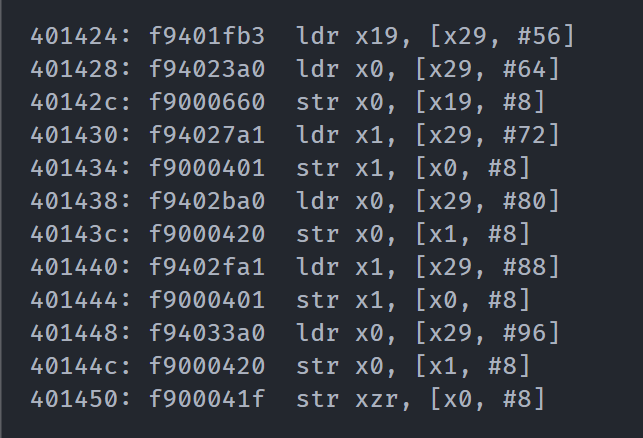 401424: f9401fb3 ldr x19, [x29, #56]
401428: f94023a0 ldr x0, [x29, #64]
40142c: f9000660 str x0, [x19, #8]
401430: f94027a1 ldr x1, [x29, #72]
401434: f9000401 str x1, [x0, #8]
401438: f9402ba0 ldr x0, [x29, #80]
40143c: f9000420 str x0, [x1, #8]
401440: f9402fa1 ldr x1, [x29, #88]
401444: f9000401 str x1, [x0, #8]
401448: f94033a0 ldr x0, [x29, #96]
40144c: f9000420 str x0, [x1, #8]
401450: f900041f str xzr, [x0, #8]